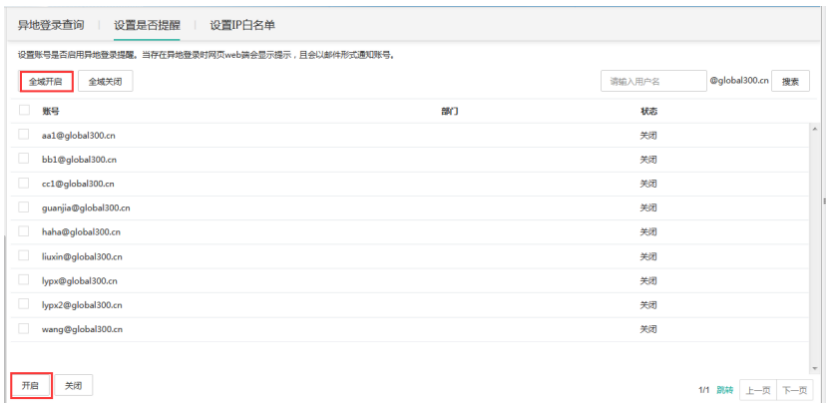 异地登录查询 设置是否提醒 设置IP白名单
设置账号是否启用异地登录提醒。当存在异地登录时网页web端会显示提示，且会以邮件形式通知账号。
全域开启 全域关闭 请输入用户名 @global300.cn 搜索
账号 部门 状态
aa1@global300.cn 关闭
bb1@global300.cn 关闭
cc1@global300.cn 关闭
guanjia@global300.cn 关闭
haha@global300.cn 关闭
liuxin@global300.cn 关闭
lypx@global300.cn 关闭
lypx2@global300.cn 关闭
wang@global300.cn 关闭
开启 关闭 1/1 跳转 上一页 下一页